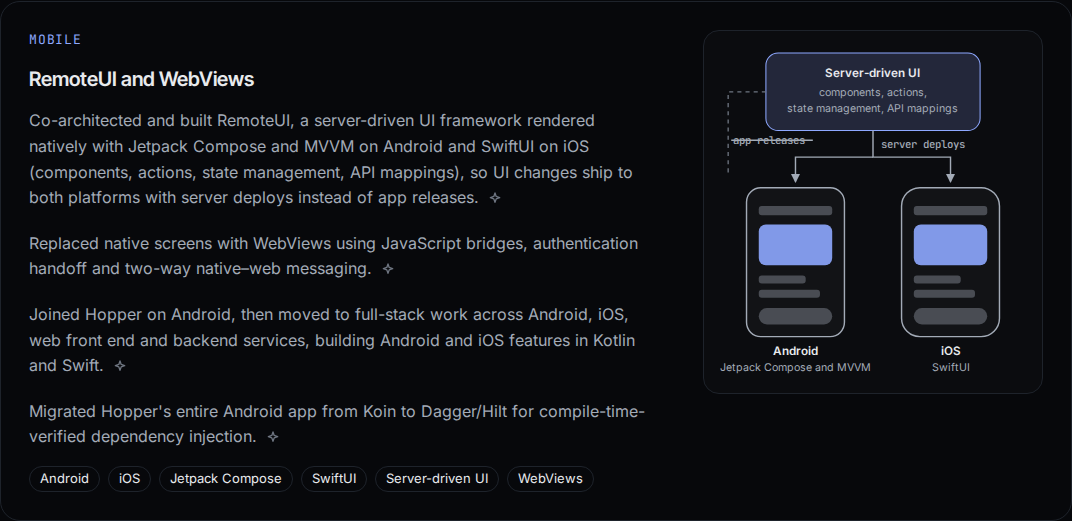 MOBILE
RemoteUI and WebViews
Co-architected and built RemoteUI, a server-driven UI framework rendered
natively with Jetpack Compose and MVVM on Android and SwiftUI on iOS
(components, actions, state management, API mappings), so UI changes ship to
both platforms with server deploys instead of app releases.
Replaced native screens with WebViews using JavaScript bridges, authentication
handoff and two-way native–web messaging.
Joined Hopper on Android, then moved to full-stack work across Android, iOS,
web front end and backend services, building Android and iOS features in Kotlin
and Swift.
Migrated Hopper's entire Android app from Koin to Dagger/Hilt for compile-time-
verified dependency injection.
Android
iOS
Jetpack Compose
SwiftUI
Server-driven UI
WebViews
Server-driven UI
components, actions,
state management, API mappings
app releases
server deploys
Android
Jetpack Compose and MVVM
iOS
SwiftUI